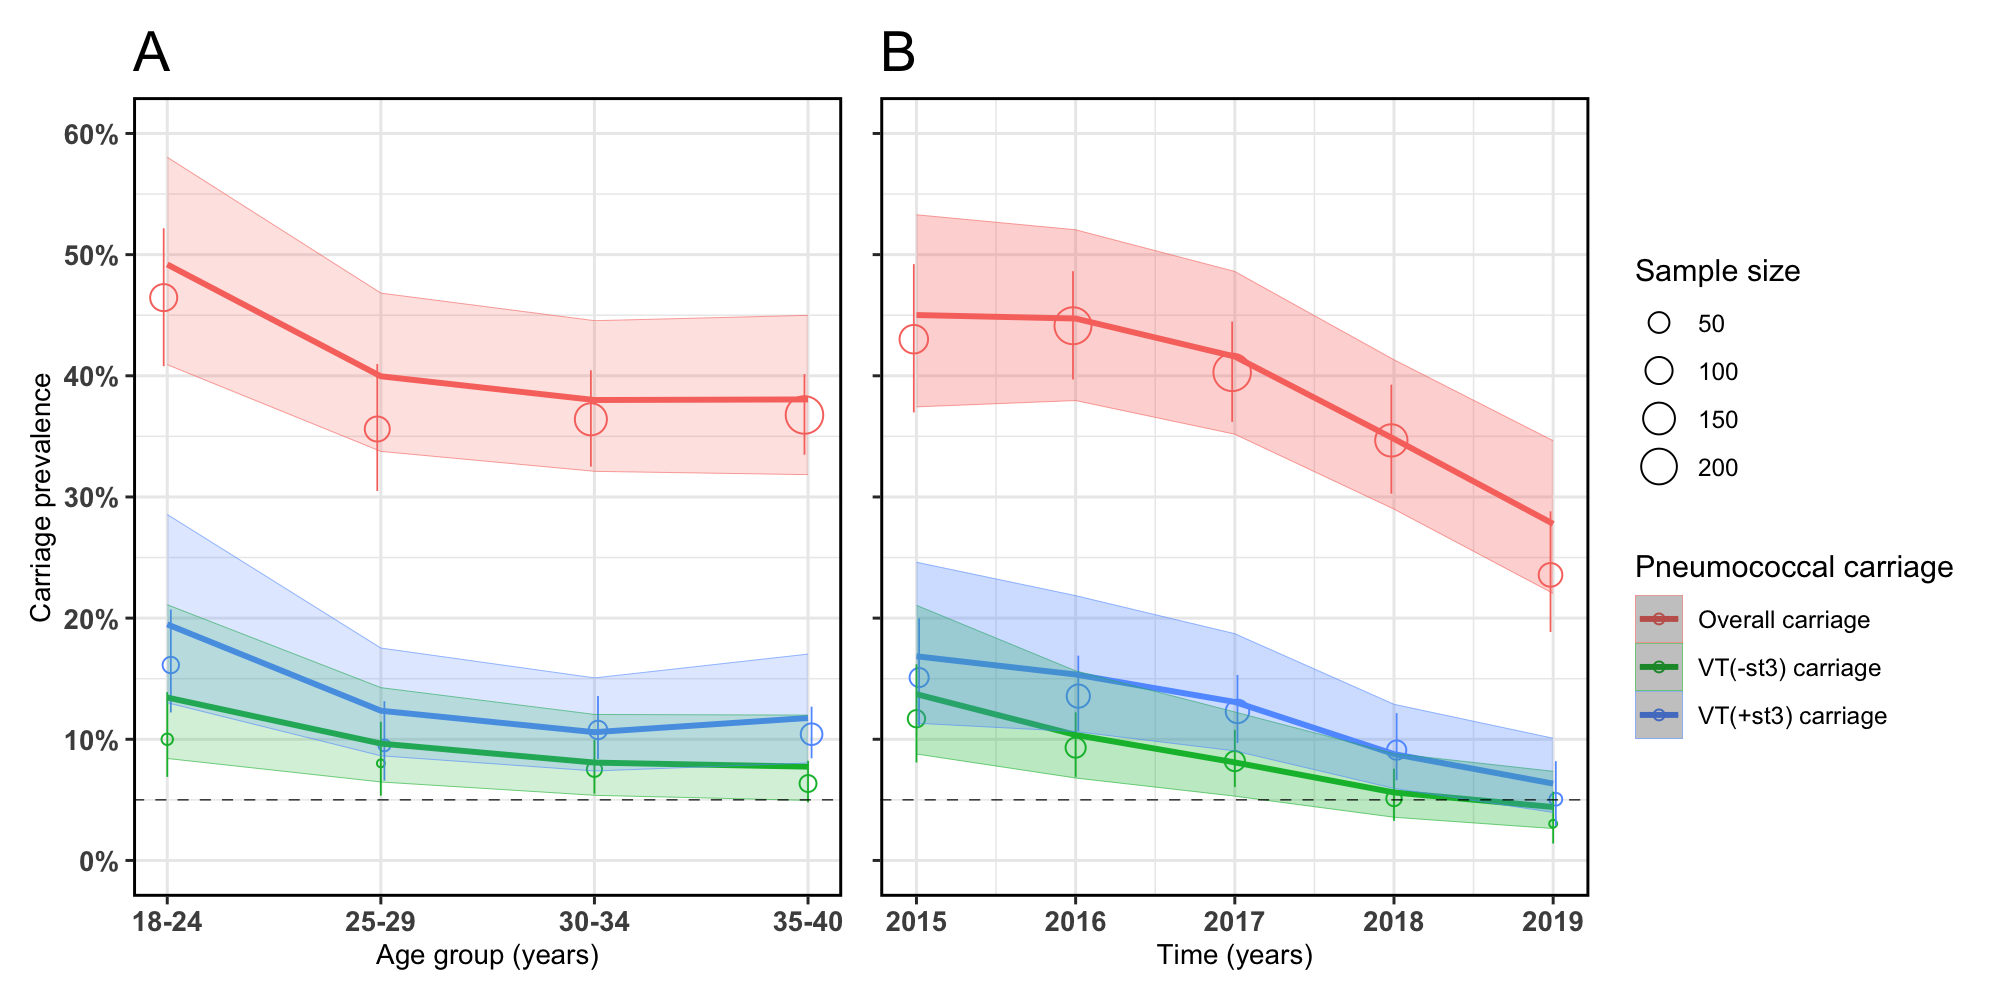 A
B
Carriage prevalence
60%
50%
40%
30%
20%
10%
0%
18-24
25-29
30-34
35-40
Age group (years)
2015
2016
2017
2018
2019
Time (years)
Sample size
50
100
150
200
Pneumococcal carriage
Overall carriage
VT(-st3) carriage
VT(+st3) carriage